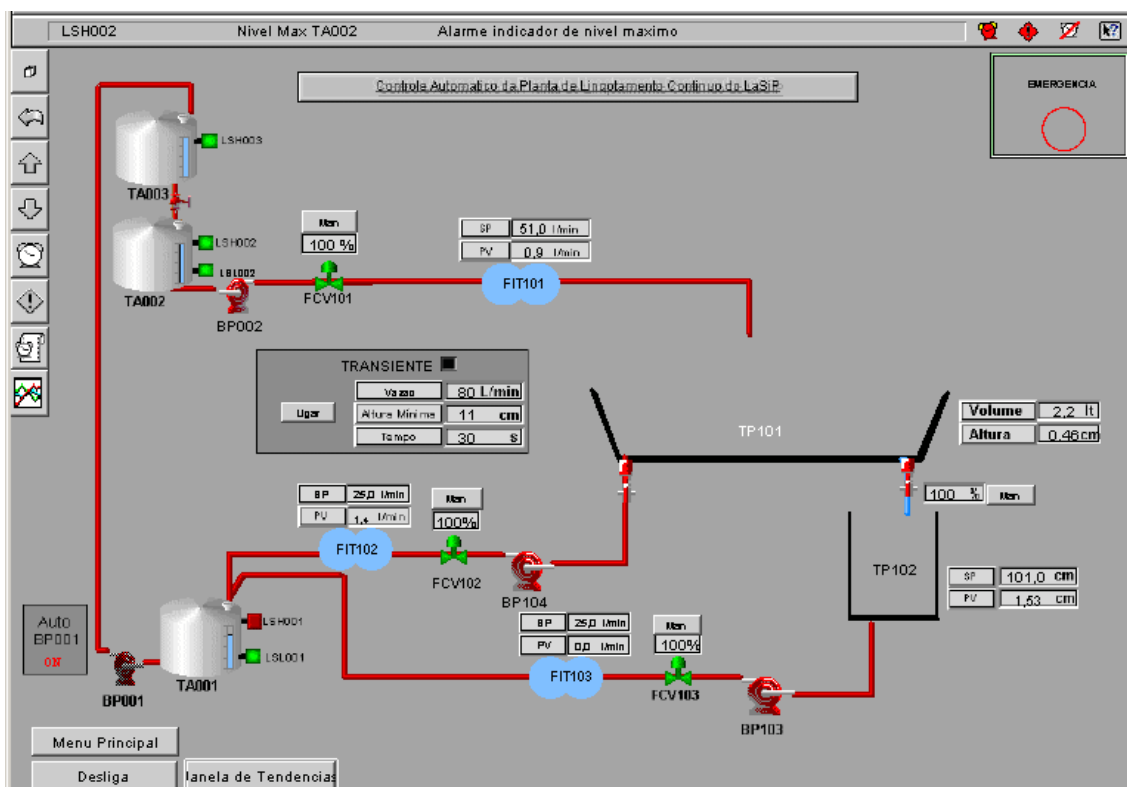 LSH002 Nivel Max TA002 Alarme indicador de nivel maximo
Controle Automatico da Planta de Lingotamento Continuo do LaSiP
EMERGENCIA
LSH003
TA003
LSH002
LSL002
TA002
BP002
Man
100 %
FCV101
SP 51,0 l/min
PV 0,9 l/min
FIT101
TRANSIENTE
Vazao 80 L/min
Ligar
Altura Minima 11 cm
Tempo 30 s
TP101
Volume 2,2 lt
Altura 0,46cm
100 % Man
SP 25,0 l/min
PV 1,4 l/min
FIT102
Man
100%
FCV102
BP104
TP102
SP 101,0 cm
PV 1,53 cm
Auto
BP001
ON
BP001
LSH001
LSL001
TA001
SP 25,0 l/min
PV 0,0 l/min
FIT103
Man
100%
FCV103
BP103
Menu Principal
Desliga
Janela de Tendencias